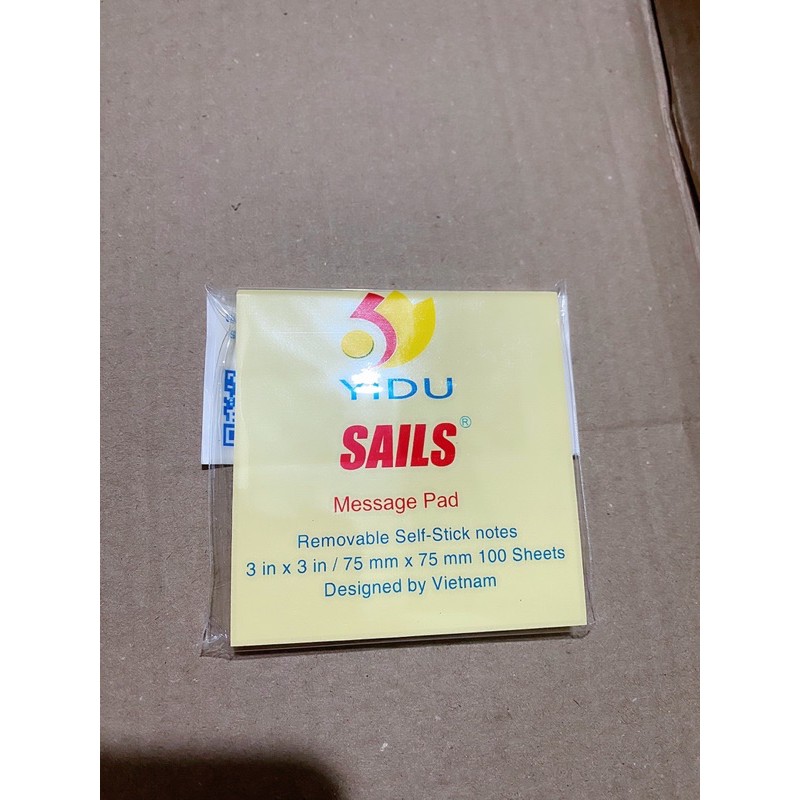 YIDU
SAILS®
Message Pad
Removable Self-Stick notes
3 in x 3 in / 75 mm x 75 mm 100 Sheets
Designed by Vietnam